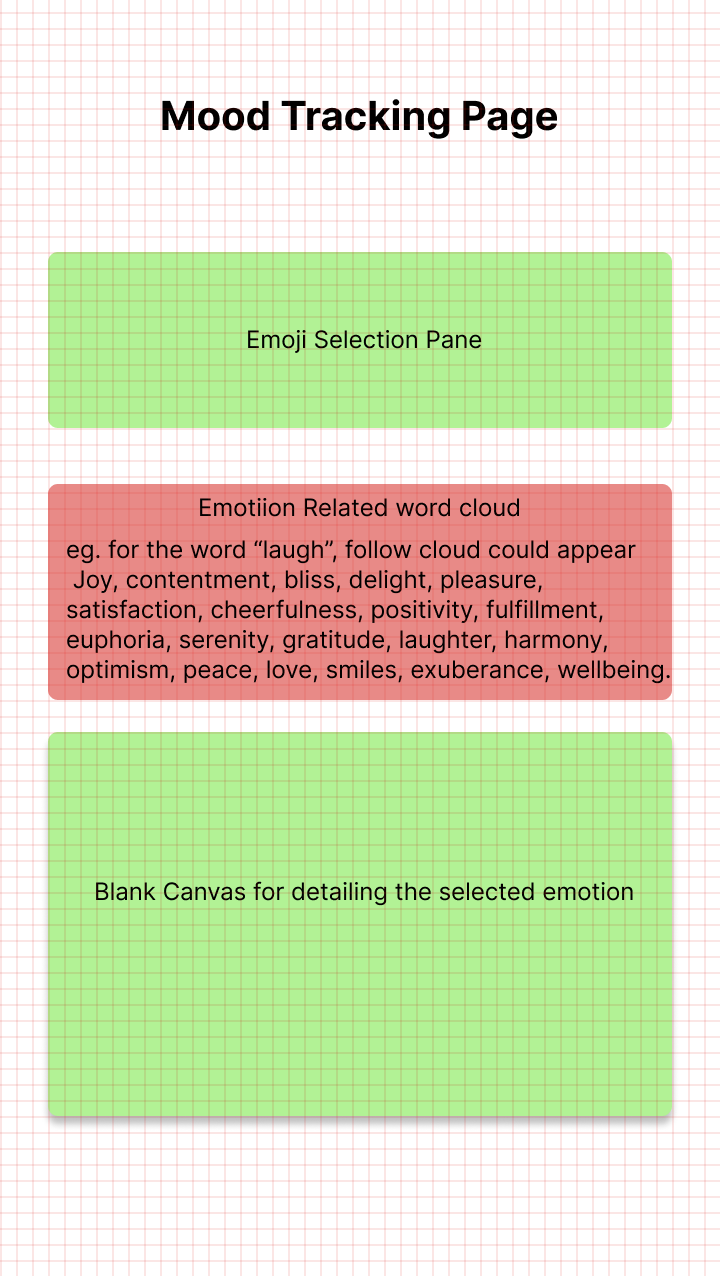 Mood Tracking Page
Emoji Selection Pane
Emotiion Related word cloud
eg. for the word “laugh”, follow cloud could appear
Joy, contentment, bliss, delight, pleasure,
satisfaction, cheerfulness, positivity, fulfillment,
euphoria, serenity, gratitude, laughter, harmony,
optimism, peace, love, smiles, exuberance, wellbeing.
Blank Canvas for detailing the selected emotion